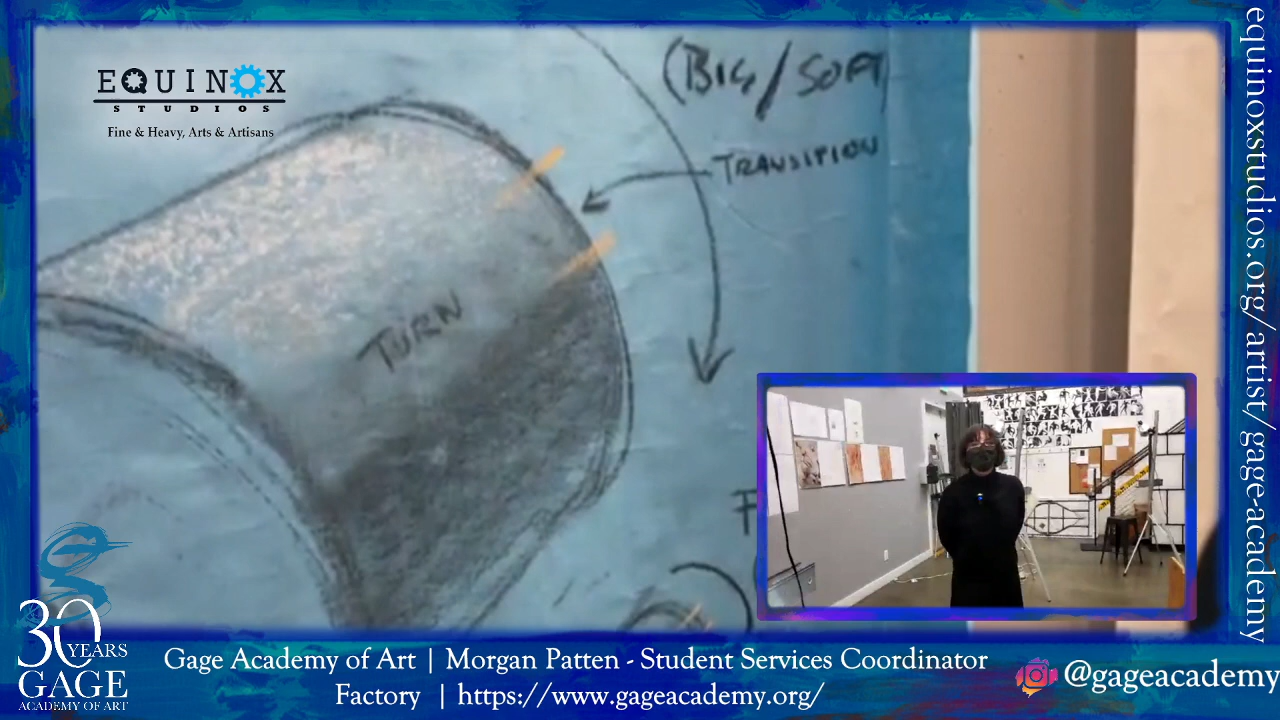 EQUINOX
STUDIOS
Fine & Heavy, Arts & Artisans
(BIG/SOFT
TRANSITION
TURN
F
30
YEARS
GAGE
ACADEMY OF ART
Gage Academy of Art | Morgan Patten - Student Services Coordinator
Factory | https://www.gageacademy.org/
@gageacademy
equinoxstudios.org/artist/gage-academy